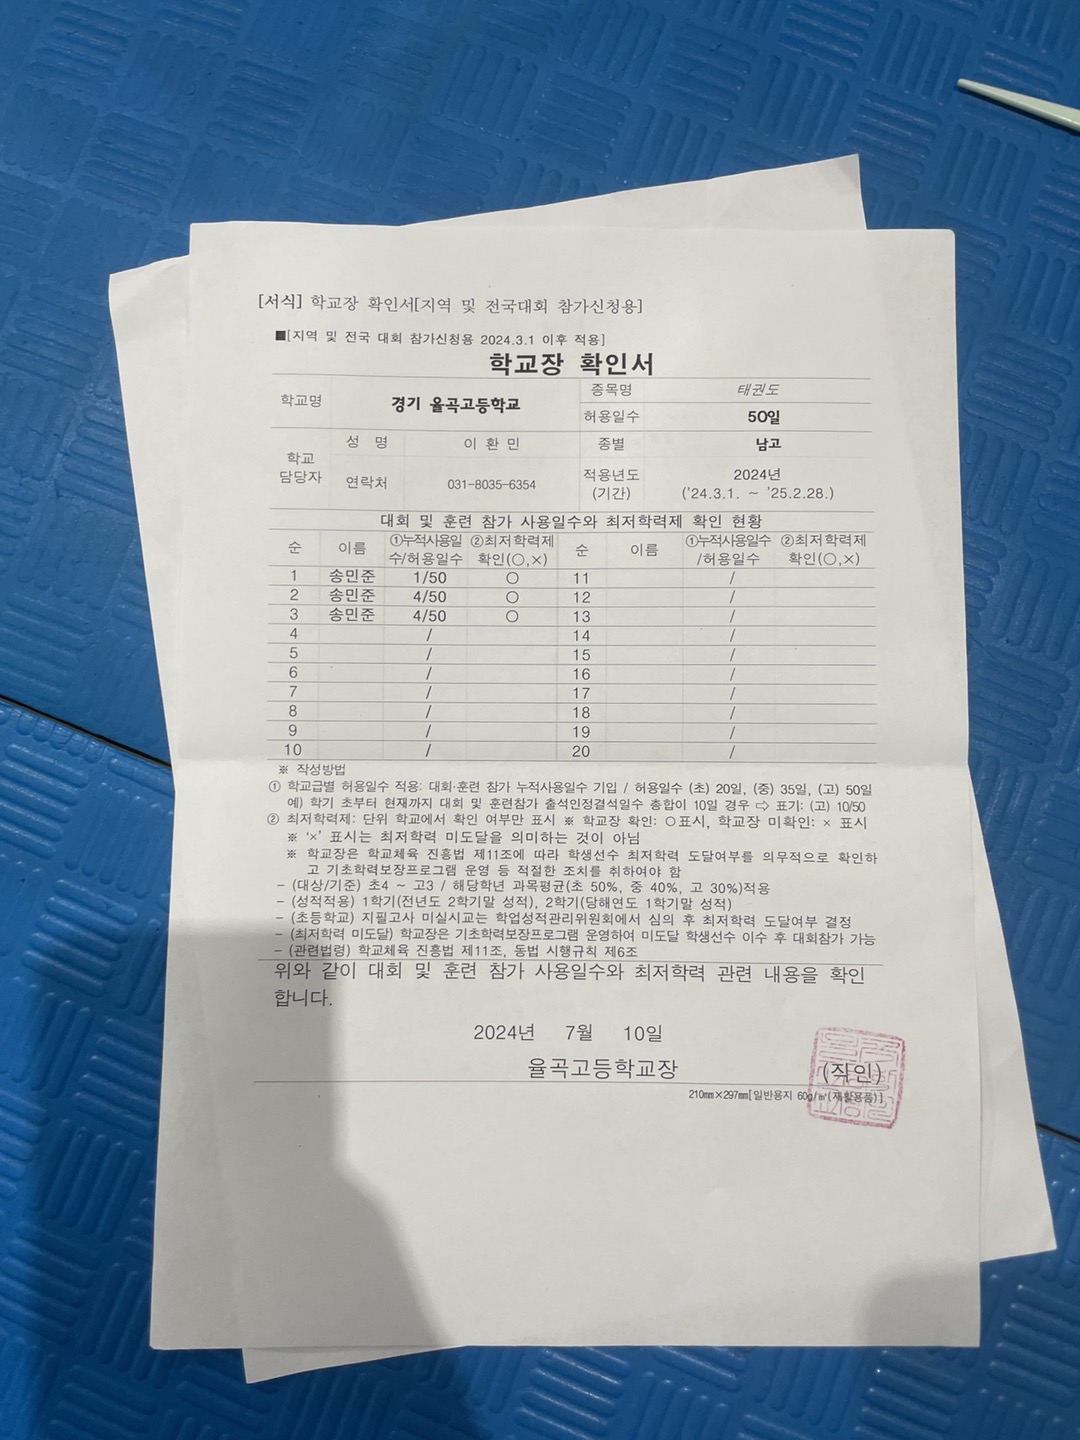 [서식] 학교장 확인서[지역 및 전국대회 참가신청용]
■[지역 및 전국 대회 참가신청용 2024.3.1 이후 적용]
학교장 확인서
학교명 경기 율곡고등학교 종목명 태권도
허용일수 50일
학교 담당자 성 명 이 환 민 종별 남고
연락처 031-8035-6354 적용년도 (기간) 2024년 ('24.3.1. ~ '25.2.28.)
대회 및 훈련 참가 사용일수와 최저학력제 확인 현황
순 이름 ①누적사용일수/허용일수 ②최저학력제 확인(○,×) 순 이름 ①누적사용일수/허용일수 ②최저학력제 확인(○,×)
1 송민준 1/50 ○ 11 /
2 송민준 4/50 ○ 12 /
3 송민준 4/50 ○ 13 /
4 / 14 /
5 / 15 /
6 / 16 /
7 / 17 /
8 / 18 /
9 / 19 /
10 / 20 /
※ 작성방법
① 학교급별 허용일수 적용: 대회·훈련 참가 누적사용일수 기입 / 허용일수 (초) 20일, (중) 35일, (고) 50일
예) 학기 초부터 현재까지 대회 및 훈련참가 출석인정결석일수 총합이 10일 경우 ⇨ 표기: (고) 10/50
② 최저학력제: 단위 학교에서 확인 여부만 표시 ※ 학교장 확인: ○표시, 학교장 미확인: × 표시
※ '×' 표시는 최저학력 미도달을 의미하는 것이 아님
※ 학교장은 학교체육 진흥법 제11조에 따라 학생선수 최저학력 도달여부를 의무적으로 확인하
고 기초학력보장프로그램 운영 등 적절한 조치를 취하여야 함
- (대상/기준) 초4 ~ 고3 / 해당학년 과목평균(초 50%, 중 40%, 고 30%)적용
- (성적적용) 1학기(전년도 2학기말 성적), 2학기(당해연도 1학기말 성적)
- (초등학교) 지필고사 미실시교는 학업성적관리위원회에서 심의 후 최저학력 도달여부 결정
- (최저학력 미도달) 학교장은 기초학력보장프로그램 운영하여 미도달 학생선수 이수 후 대회참가 가능
- (관련법령) 학교체육 진흥법 제11조, 동법 시행규칙 제6조
위와 같이 대회 및 훈련 참가 사용일수와 최저학력 관련 내용을 확인
합니다.
2024년 7월 10일
율곡고등학교장 (직인)
210㎜×297㎜[일반용지 60g/㎡(재활용품)]